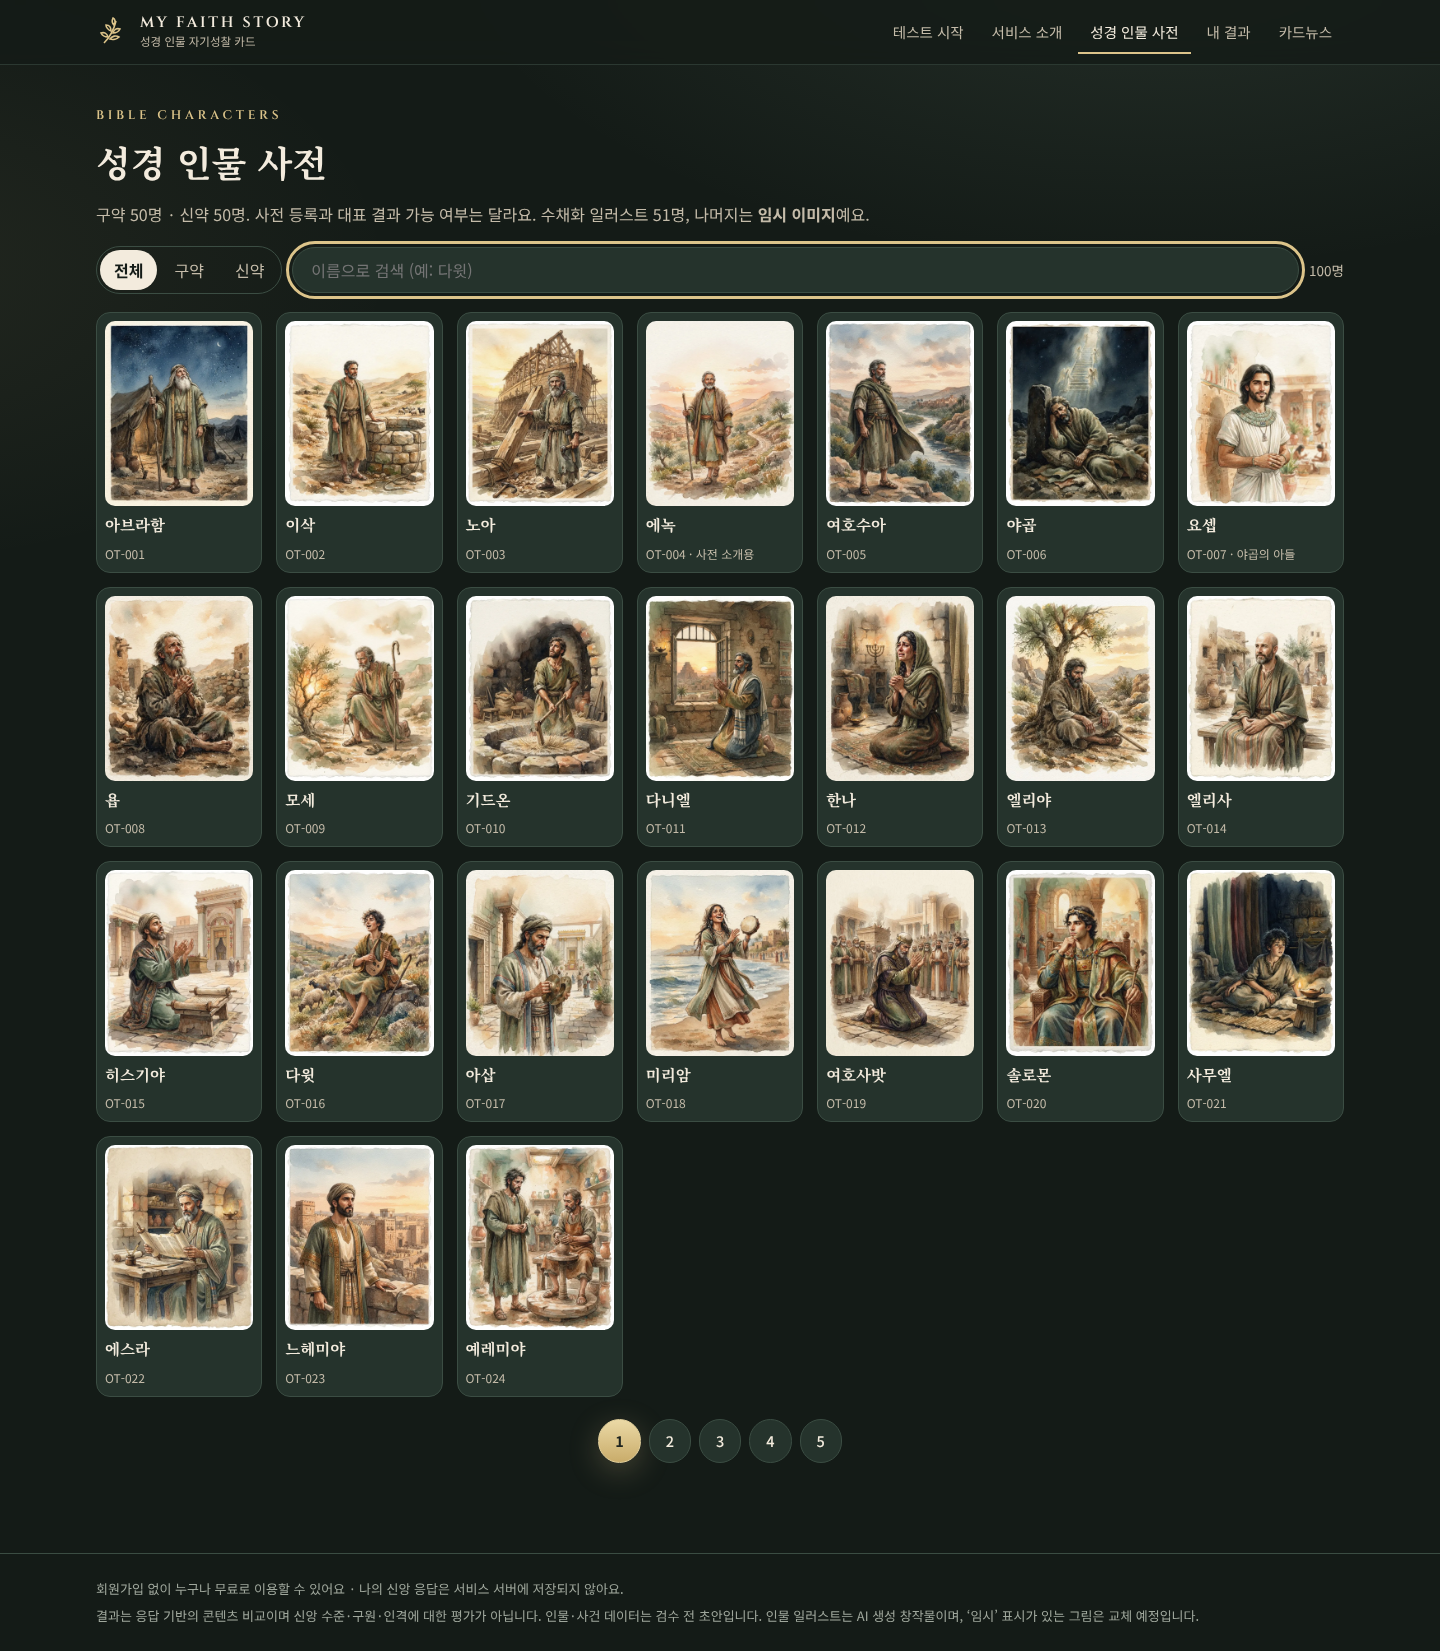 MY FAITH STORY
성경 인물 자기성찰 카드
테스트 시작
서비스 소개
성경 인물 사전
내 결과
카드뉴스
BIBLE CHARACTERS
성경 인물 사전
구약 50명 · 신약 50명. 사전 등록과 대표 결과 가능 여부는 달라요. 수채화 일러스트 51명, 나머지는 임시 이미지예요.
전체
구약
신약
이름으로 검색 (예: 다윗)
100명
아브라함
OT-001
이삭
OT-002
노아
OT-003
에녹
OT-004 · 사전 소개용
여호수아
OT-005
야곱
OT-006
요셉
OT-007 · 야곱의 아들
욥
OT-008
모세
OT-009
기드온
OT-010
다니엘
OT-011
한나
OT-012
엘리야
OT-013
엘리사
OT-014
히스기야
OT-015
다윗
OT-016
아삽
OT-017
미리암
OT-018
여호사밧
OT-019
솔로몬
OT-020
사무엘
OT-021
에스라
OT-022
느헤미야
OT-023
예레미야
OT-024
1
2
3
4
5
회원가입 없이 누구나 무료로 이용할 수 있어요 · 나의 신앙 응답은 서비스 서버에 저장되지 않아요.
결과는 응답 기반의 콘텐츠 비교이며 신앙 수준·구원·인격에 대한 평가가 아닙니다. 인물·사건 데이터는 검수 전 초안입니다. 인물 일러스트는 AI 생성 창작물이며, ‘임시’ 표시가 있는 그림은 교체 예정입니다.